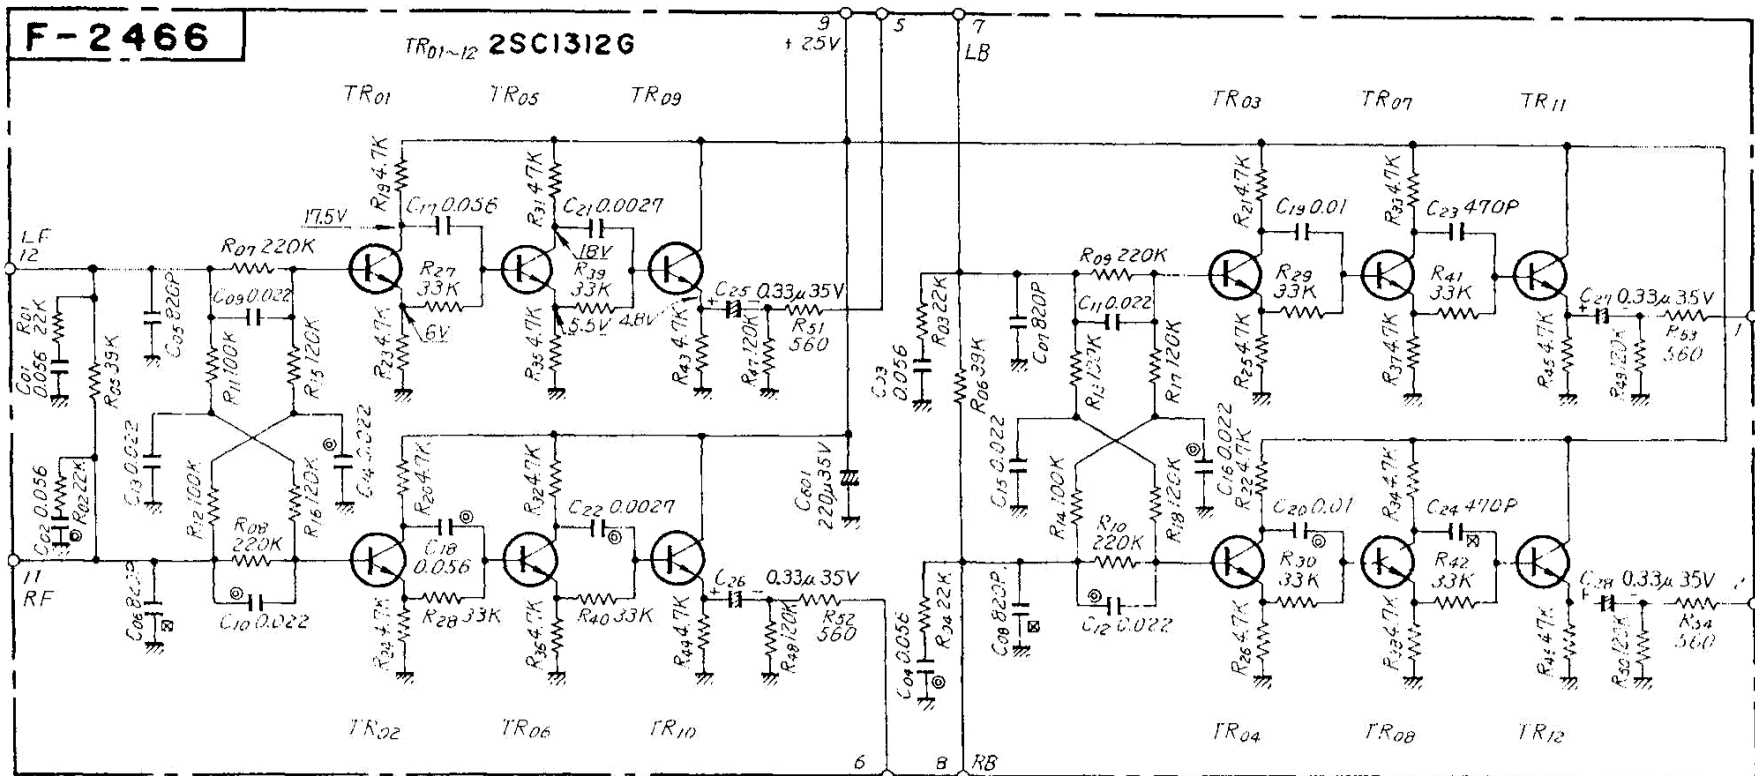 F-2466
TR01~12 2SC1312G
9
+25V
5
7
LB
TR01
TR05
TR09
TR03
TR07
TR11
R19 4.7K
C17 0.056
R31 4.7K
C21 0.0027
17.5V
18V
R21 4.7K
C19 0.01
R33 4.7K
C23 470P
LF
12
R07 220K
R27
33K
R39
33K
R09 220K
R29
33K
R41
33K
C09 0.022
C25 0.33µ 35V
C11 0.022
C27 0.33µ 35V
R01
22K
C05 820P
6V
5.5V
4.8V
R51
560
R03 22K
C07 820P
R53
560
1
C01
0.056
R05 39K
R11 100K
R15 120K
R23 4.7K
R35 4.7K
R43 4.7K
R47 120K
0.056
R06 39K
R17 120K
R25 4.7K
R37 4.7K
R45 4.7K
R49 120K
C13 0.022
C14 0.022
C15 0.022
C16 0.022
C02 0.056
R02 22K
R12 100K
R16 120K
R20 4.7K
R32 4.7K
C601
220µ 35V
R14 100K
R18 120K
R22 4.7K
R34 4.7K
C22 0.0027
C20 0.01
C24 470P
R08
220K
C18
0.056
R10
220K
R30
33K
R42
33K
11
RF
C26 0.33µ 35V
C28 0.33µ 35V
C06 820P
C10 0.022
R28 33K
R40 33K
R52
560
R04 22K
C04 0.056
C08 820P
C12 0.022
R54
560
R24 4.7K
R36 4.7K
R44 4.7K
R48 120K
R26 4.7K
R38 4.7K
4.7K
R50 120K
TR02
TR06
TR10
TR04
TR08
TR12
6
8
RB